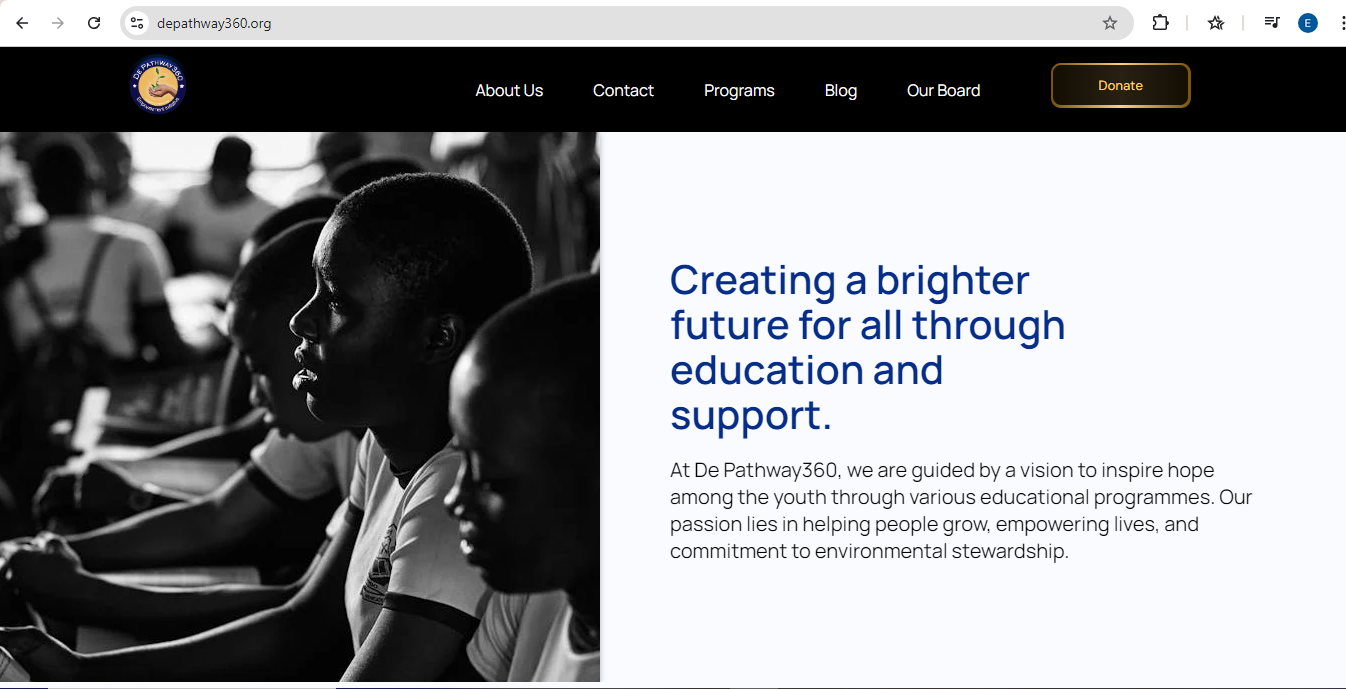 depathway360.org
E
DE PATHWAY360
Empowerment Initiative
About Us
Contact
Programs
Blog
Our Board
Donate
Creating a brighter
future for all through
education and
support.
At De Pathway360, we are guided by a vision to inspire hope
among the youth through various educational programmes. Our
passion lies in helping people grow, empowering lives, and
commitment to environmental stewardship.